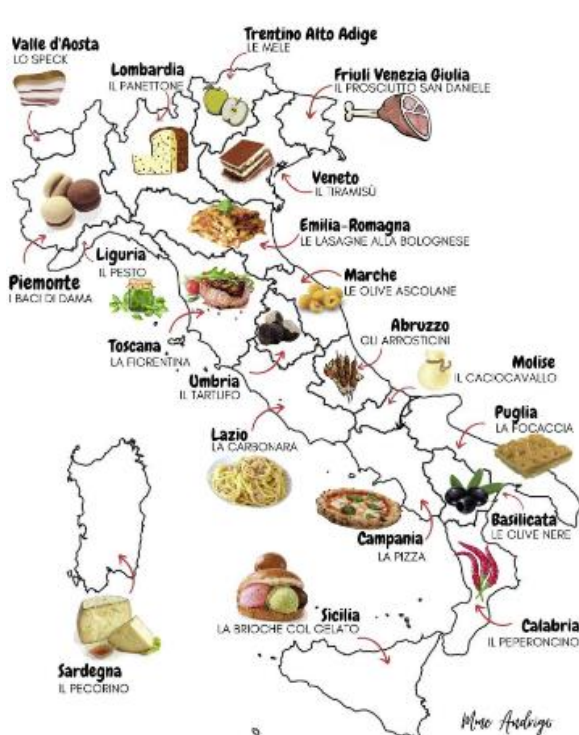 Trentino Alto Adige
LE MELE
Valle d'Aosta
LO SPECK
Lombardia
IL PANETTONE
Friuli Venezia Giulia
IL PROSCIUTTO SAN DANIELE
Veneto
IL TIRAMISÙ
Emilia-Romagna
LE LASAGNE ALLA BOLOGNESE
Liguria
IL PESTO
Piemonte
I BACI DI DAMA
Marche
LE OLIVE ASCOLANE
Toscana
LA FIORENTINA
Abruzzo
GLI ARROSTICINI
Umbria
IL TARTUFO
Molise
IL CACIOCAVALLO
Puglia
LA FOCACCIA
Lazio
LA CARBONARA
Basilicata
LE OLIVE NERE
Campania
LA PIZZA
Sicilia
LA BRIOCHE COL GELATO
Calabria
IL PEPERONCINO
Sardegna
IL PECORINO
Mme Andrigo